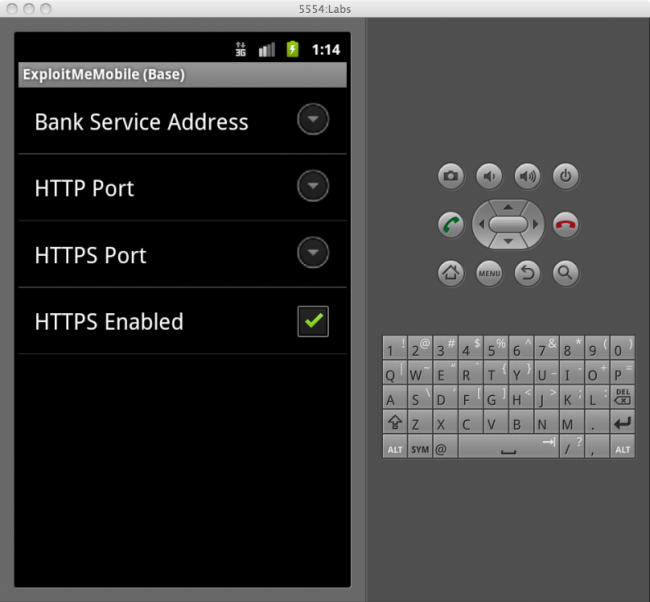 5554:Labs
3G 1:14
ExploitMeMobile (Base)
Bank Service Address
HTTP Port
HTTPS Port
HTTPS Enabled
MENU
1 ! 2 @ 3 # 4 $ 5 % 6 ^ 7 & 8 * 9 ( 0 )
Q | W ~ E " R ` T { Y } U _ I - O + P =
A S \ D ' F [ G ] H < J > K ; L : DEL
Z X C V B N M .
ALT SYM @ / ? , ALT